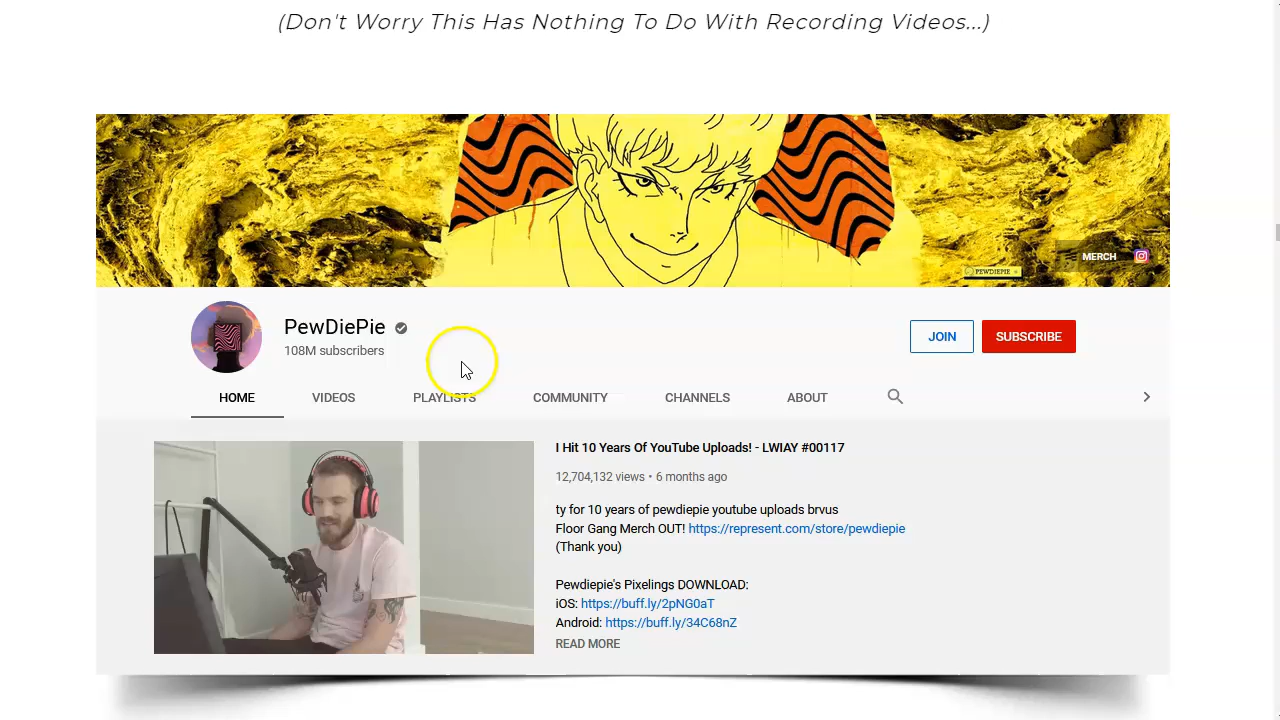 (Don't Worry This Has Nothing To Do With Recording Videos...)
MERCH
PEWDIEPIE
PewDiePie
108M subscribers
JOIN
SUBSCRIBE
HOME
VIDEOS
PLAYLISTS
COMMUNITY
CHANNELS
ABOUT
I Hit 10 Years Of YouTube Uploads! - LWIAY #00117
12,704,132 views • 6 months ago
ty for 10 years of pewdiepie youtube uploads brvus
Floor Gang Merch OUT! https://represent.com/store/pewdiepie
(Thank you)
Pewdiepie's Pixelings DOWNLOAD:
iOS: https://buff.ly/2pNG0aT
Android: https://buff.ly/34C68nZ
READ MORE